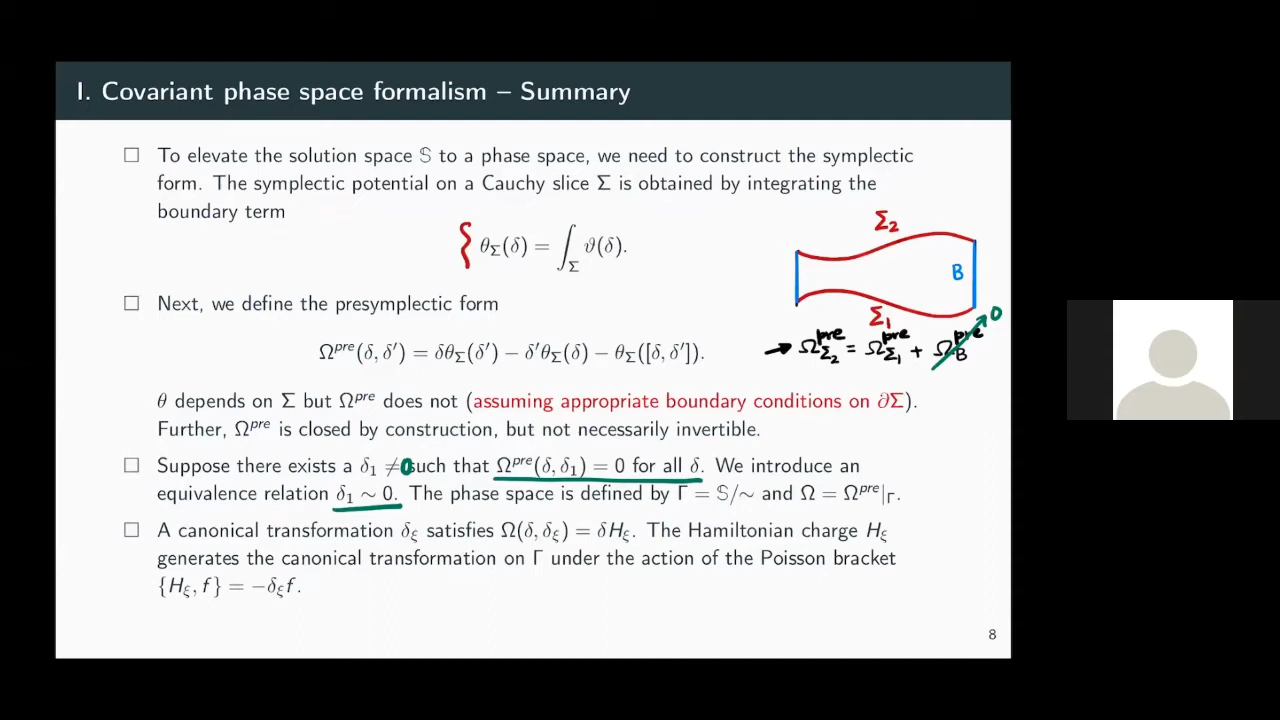 I. Covariant phase space formalism – Summary
□ To elevate the solution space 𝕊 to a phase space, we need to construct the symplectic
form. The symplectic potential on a Cauchy slice Σ is obtained by integrating the
boundary term
θ_Σ(δ) = ∫_Σ ϑ(δ).
Σ₂
B
Σ₁
□ Next, we define the presymplectic form
Ω^pre(δ, δ′) = δθ_Σ(δ′) − δ′θ_Σ(δ) − θ_Σ([δ, δ′]).
→ Ω^pre_Σ₂ = Ω^pre_Σ₁ + Ω^pre_B 0
θ depends on Σ but Ω^pre does not (assuming appropriate boundary conditions on ∂Σ).
Further, Ω^pre is closed by construction, but not necessarily invertible.
□ Suppose there exists a δ₁ ≠ 0 such that Ω^pre(δ, δ₁) = 0 for all δ. We introduce an
equivalence relation δ₁ ∼ 0. The phase space is defined by Γ = 𝕊/∼ and Ω = Ω^pre|_Γ.
□ A canonical transformation δ_ξ satisfies Ω(δ, δ_ξ) = δH_ξ. The Hamiltonian charge H_ξ
generates the canonical transformation on Γ under the action of the Poisson bracket
{H_ξ, f} = −δ_ξ f.
8